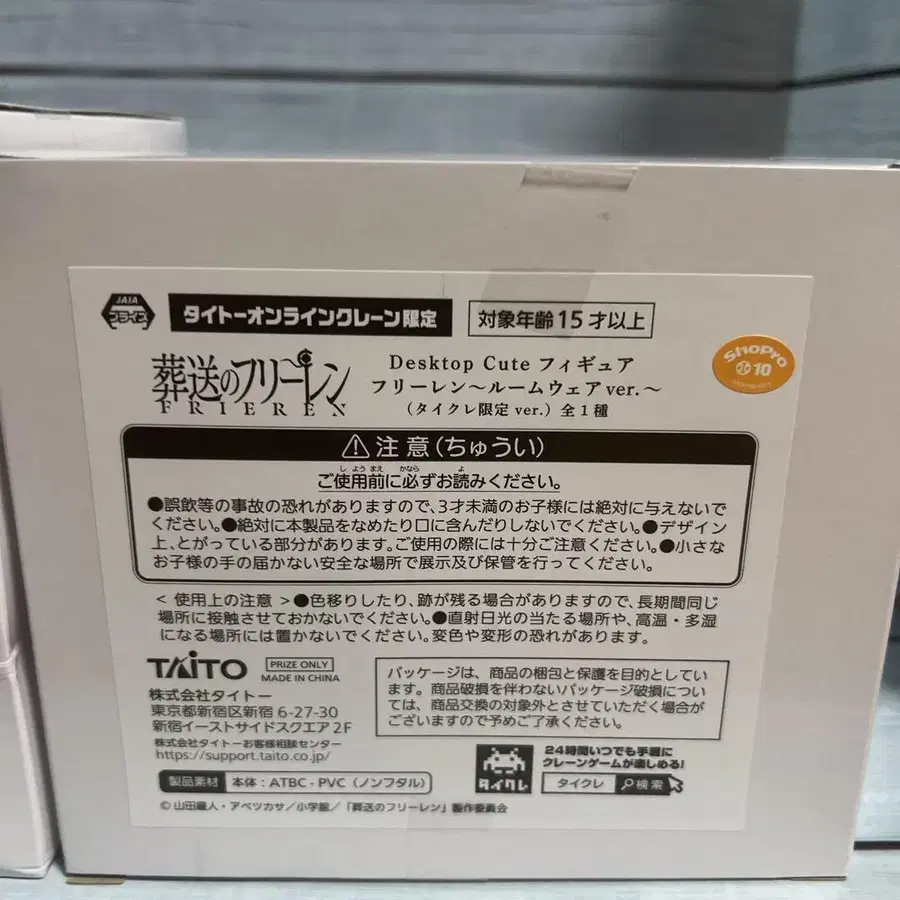 JAIA
プライズ
タイトーオンラインクレーン限定
対象年齢15才以上
葬送のフリーレン
FRIEREN
Desktop Cute フィギュア
フリーレン～ルームウェアver.～
(タイクレ限定 ver.) 全1種
ShoPro
10
⚠注意(ちゅうい)
ご使用前に必ずお読みください。
●誤飲等の事故の恐れがありますので、3才未満のお子様には絶対に与えないで
ください。●絶対に本製品をなめたり口に含んだりしないでください。●デザイン
上、とがっている部分があります。ご使用の際には十分ご注意ください。●小さな
お子様の手の届かない安全な場所で展示及び保管を行ってください。
< 使用上の注意 >●色移りしたり、跡が残る場合がありますので、長期間同じ
場所に接触させておかないでください。●直射日光の当たる場所や、高温・多湿
になる場所には置かないでください。変色や変形の恐れがあります。
TAITO
PRIZE ONLY
MADE IN CHINA
株式会社タイトー
東京都新宿区新宿 6-27-30
新宿イーストサイドスクエア 2F
株式会社タイトーお客様相談センター
https://support.taito.co.jp/
パッケージは、商品の梱包と保護を目的としてい
ます。商品破損を伴わないパッケージ破損につい
ては、商品交換の対象外とさせていただく場合が
ございますので予めご了承ください。
製品素材
本体：ATBC-PVC (ノンフタル)
タイクレ
24時間いつでも手軽に
クレーンゲームが楽しめる!
タイクレ
検索
© 山田鐘人・アベツカサ／小学館／「葬送のフリーレン」製作委員会